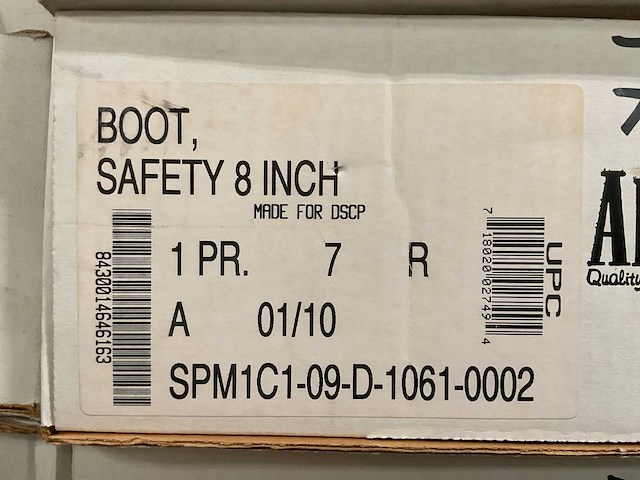 BOOT,
SAFETY 8 INCH
MADE FOR DSCP
1 PR. 7 R
A 01/10
SPM1C1-09-D-1061-0002
8430014646163
7 18020 02749 4
UPC
Quality